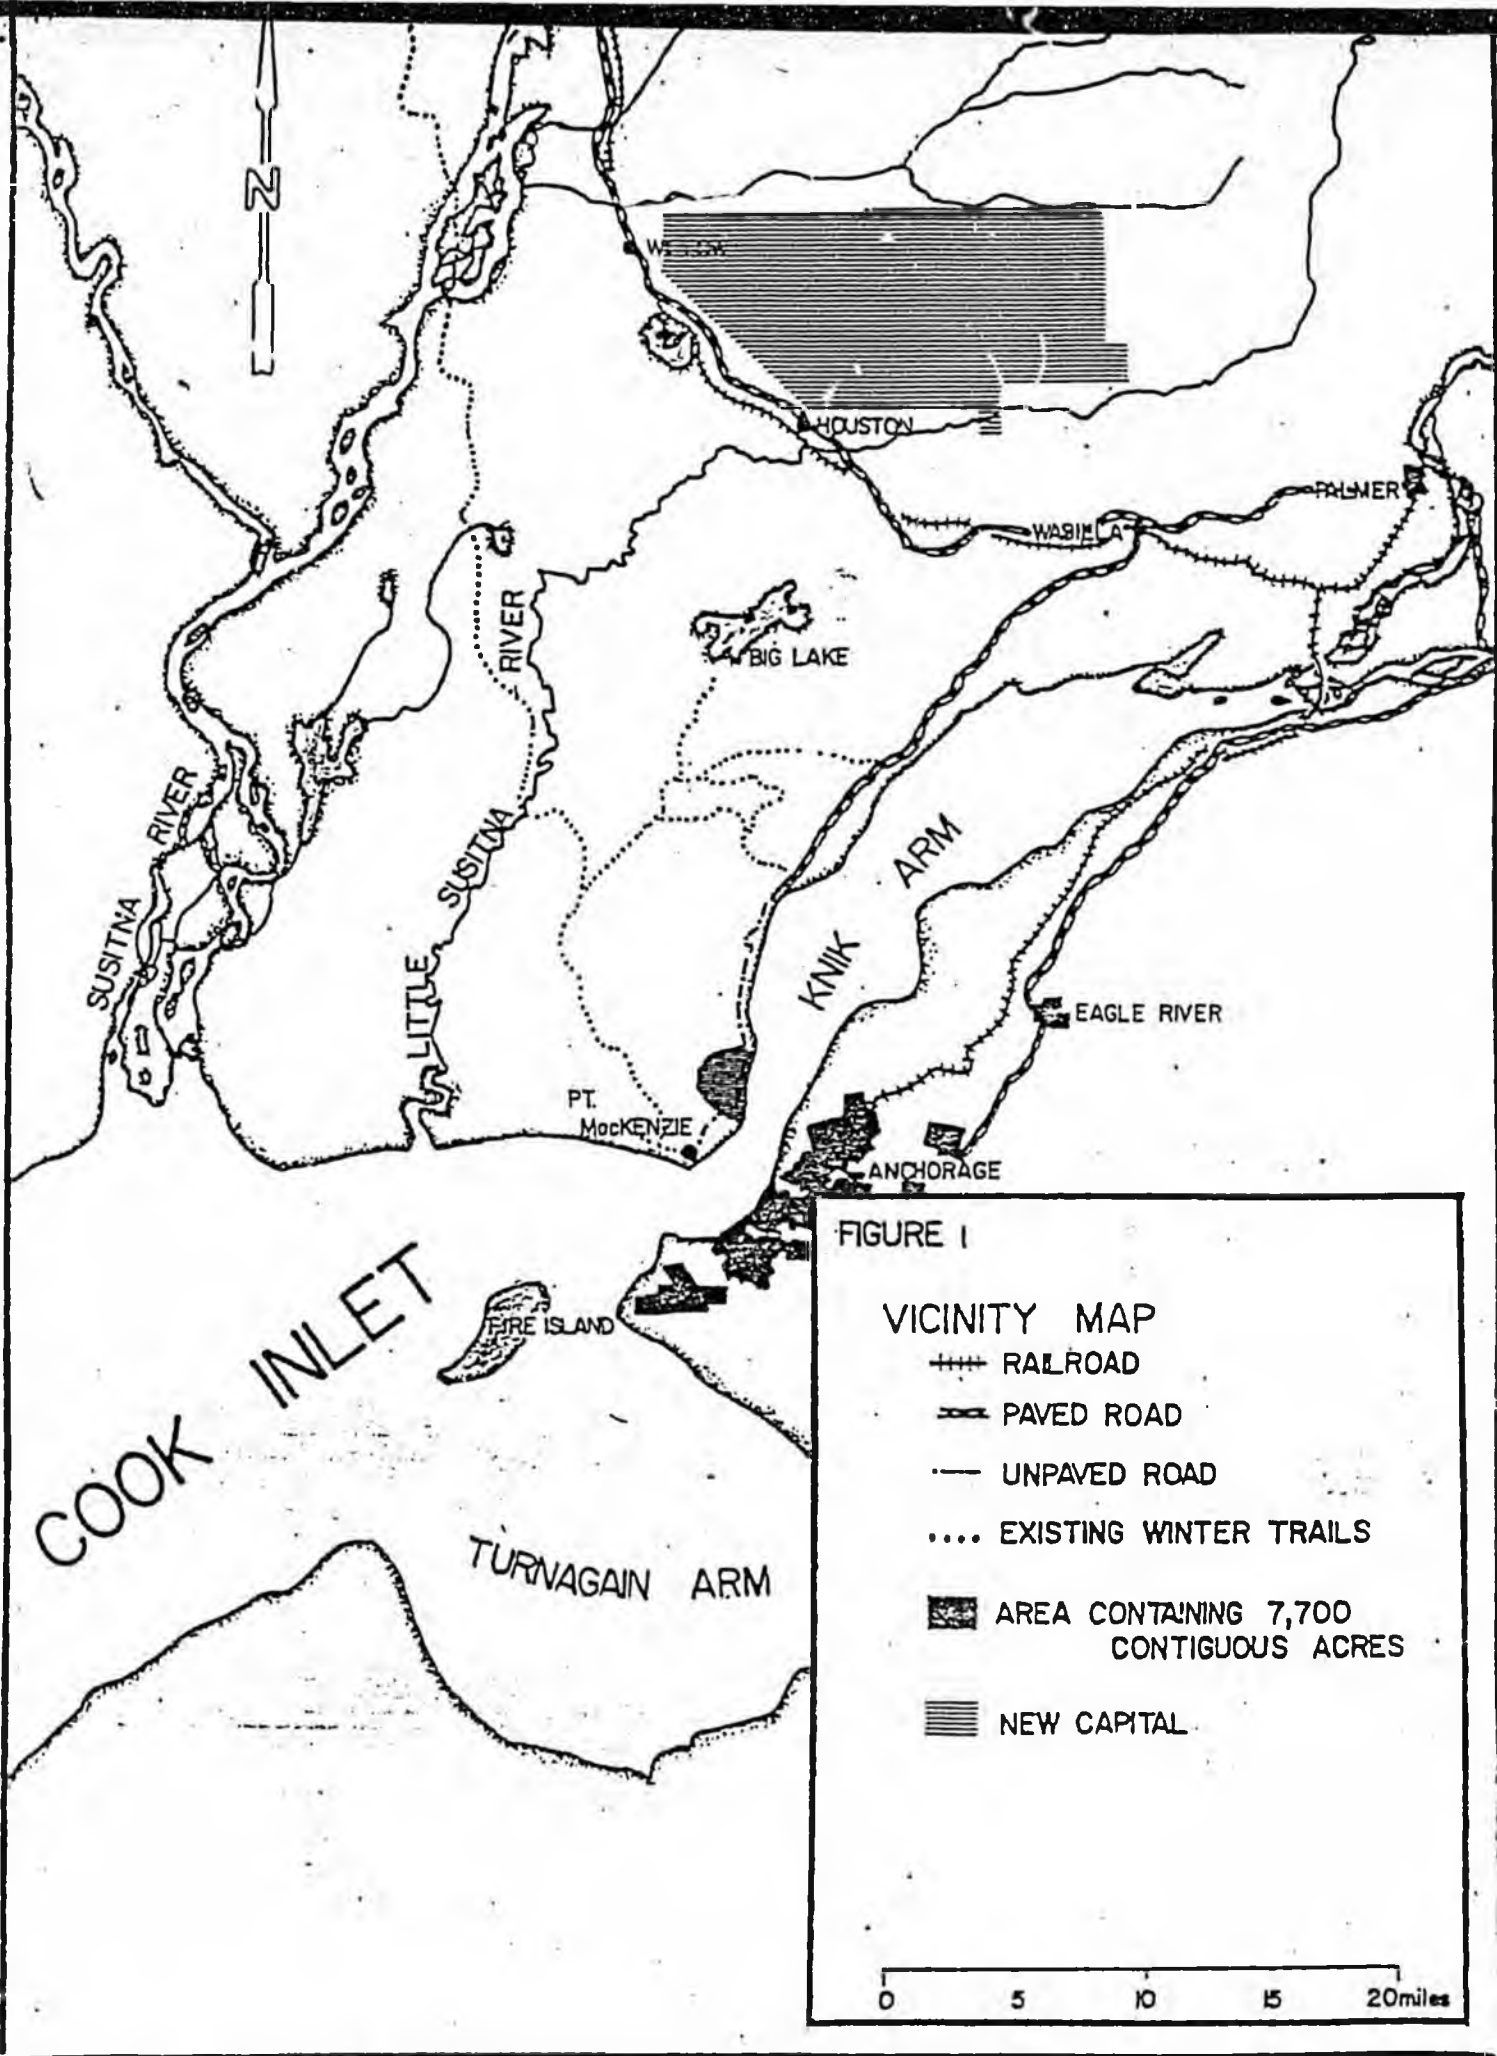 N
HOUSTON
PALMER
WASILLA
RIVER
BIG LAKE
RIVER
SUSITNA
ARM
SUSITNA
KNIK
LITTLE
EAGLE RIVER
PT.
MacKENZIE
ANCHORAGE
COOK INLET
FIRE ISLAND
TURNAGAIN ARM
FIGURE 1
VICINITY MAP
RAILROAD
PAVED ROAD
UNPAVED ROAD
EXISTING WINTER TRAILS
AREA CONTAINING 7,700
CONTIGUOUS ACRES
NEW CAPITAL
0 5 10 15 20miles